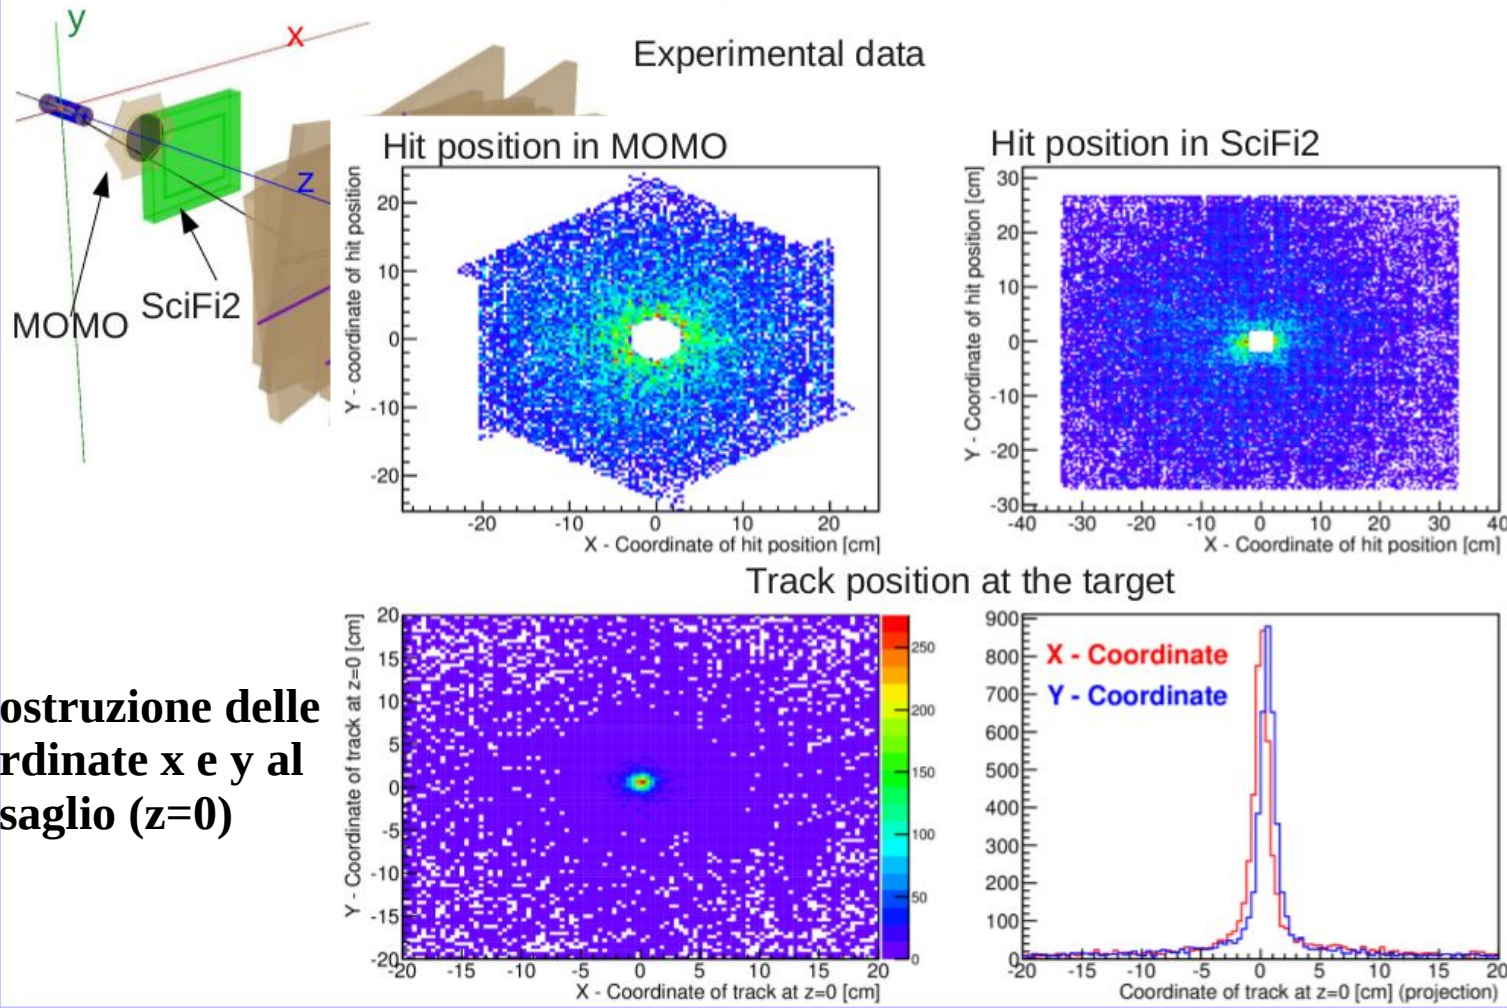 y
x
Experimental data
z
MOMO
SciFi2
Hit position in MOMO
Y - coordinate of hit position
20
10
0
-10
-20
-20 -10 0 10 20
X - Coordinate of hit position [cm]
Hit position in SciFi2
Y - Coordinate of hit position [cm]
30
20
10
0
-10
-20
-30
-40 -30 -20 -10 0 10 20 30 40
X - Coordinate of hit position [cm]
Track position at the target
ostruzione delle
rdinate x e y al
saglio (z=0)
Y - Coordinate of track at z=0 [cm]
20
15
10
5
0
-5
-10
-15
-20
-20 -15 -10 -5 0 5 10 15 20
X - Coordinate of track at z=0 [cm]
250
200
150
100
50
0
X - Coordinate
Y - Coordinate
900
800
700
600
500
400
300
200
100
0
-20 -15 -10 -5 0 5 10 15 20
Coordinate of track at z=0 [cm] (projection)